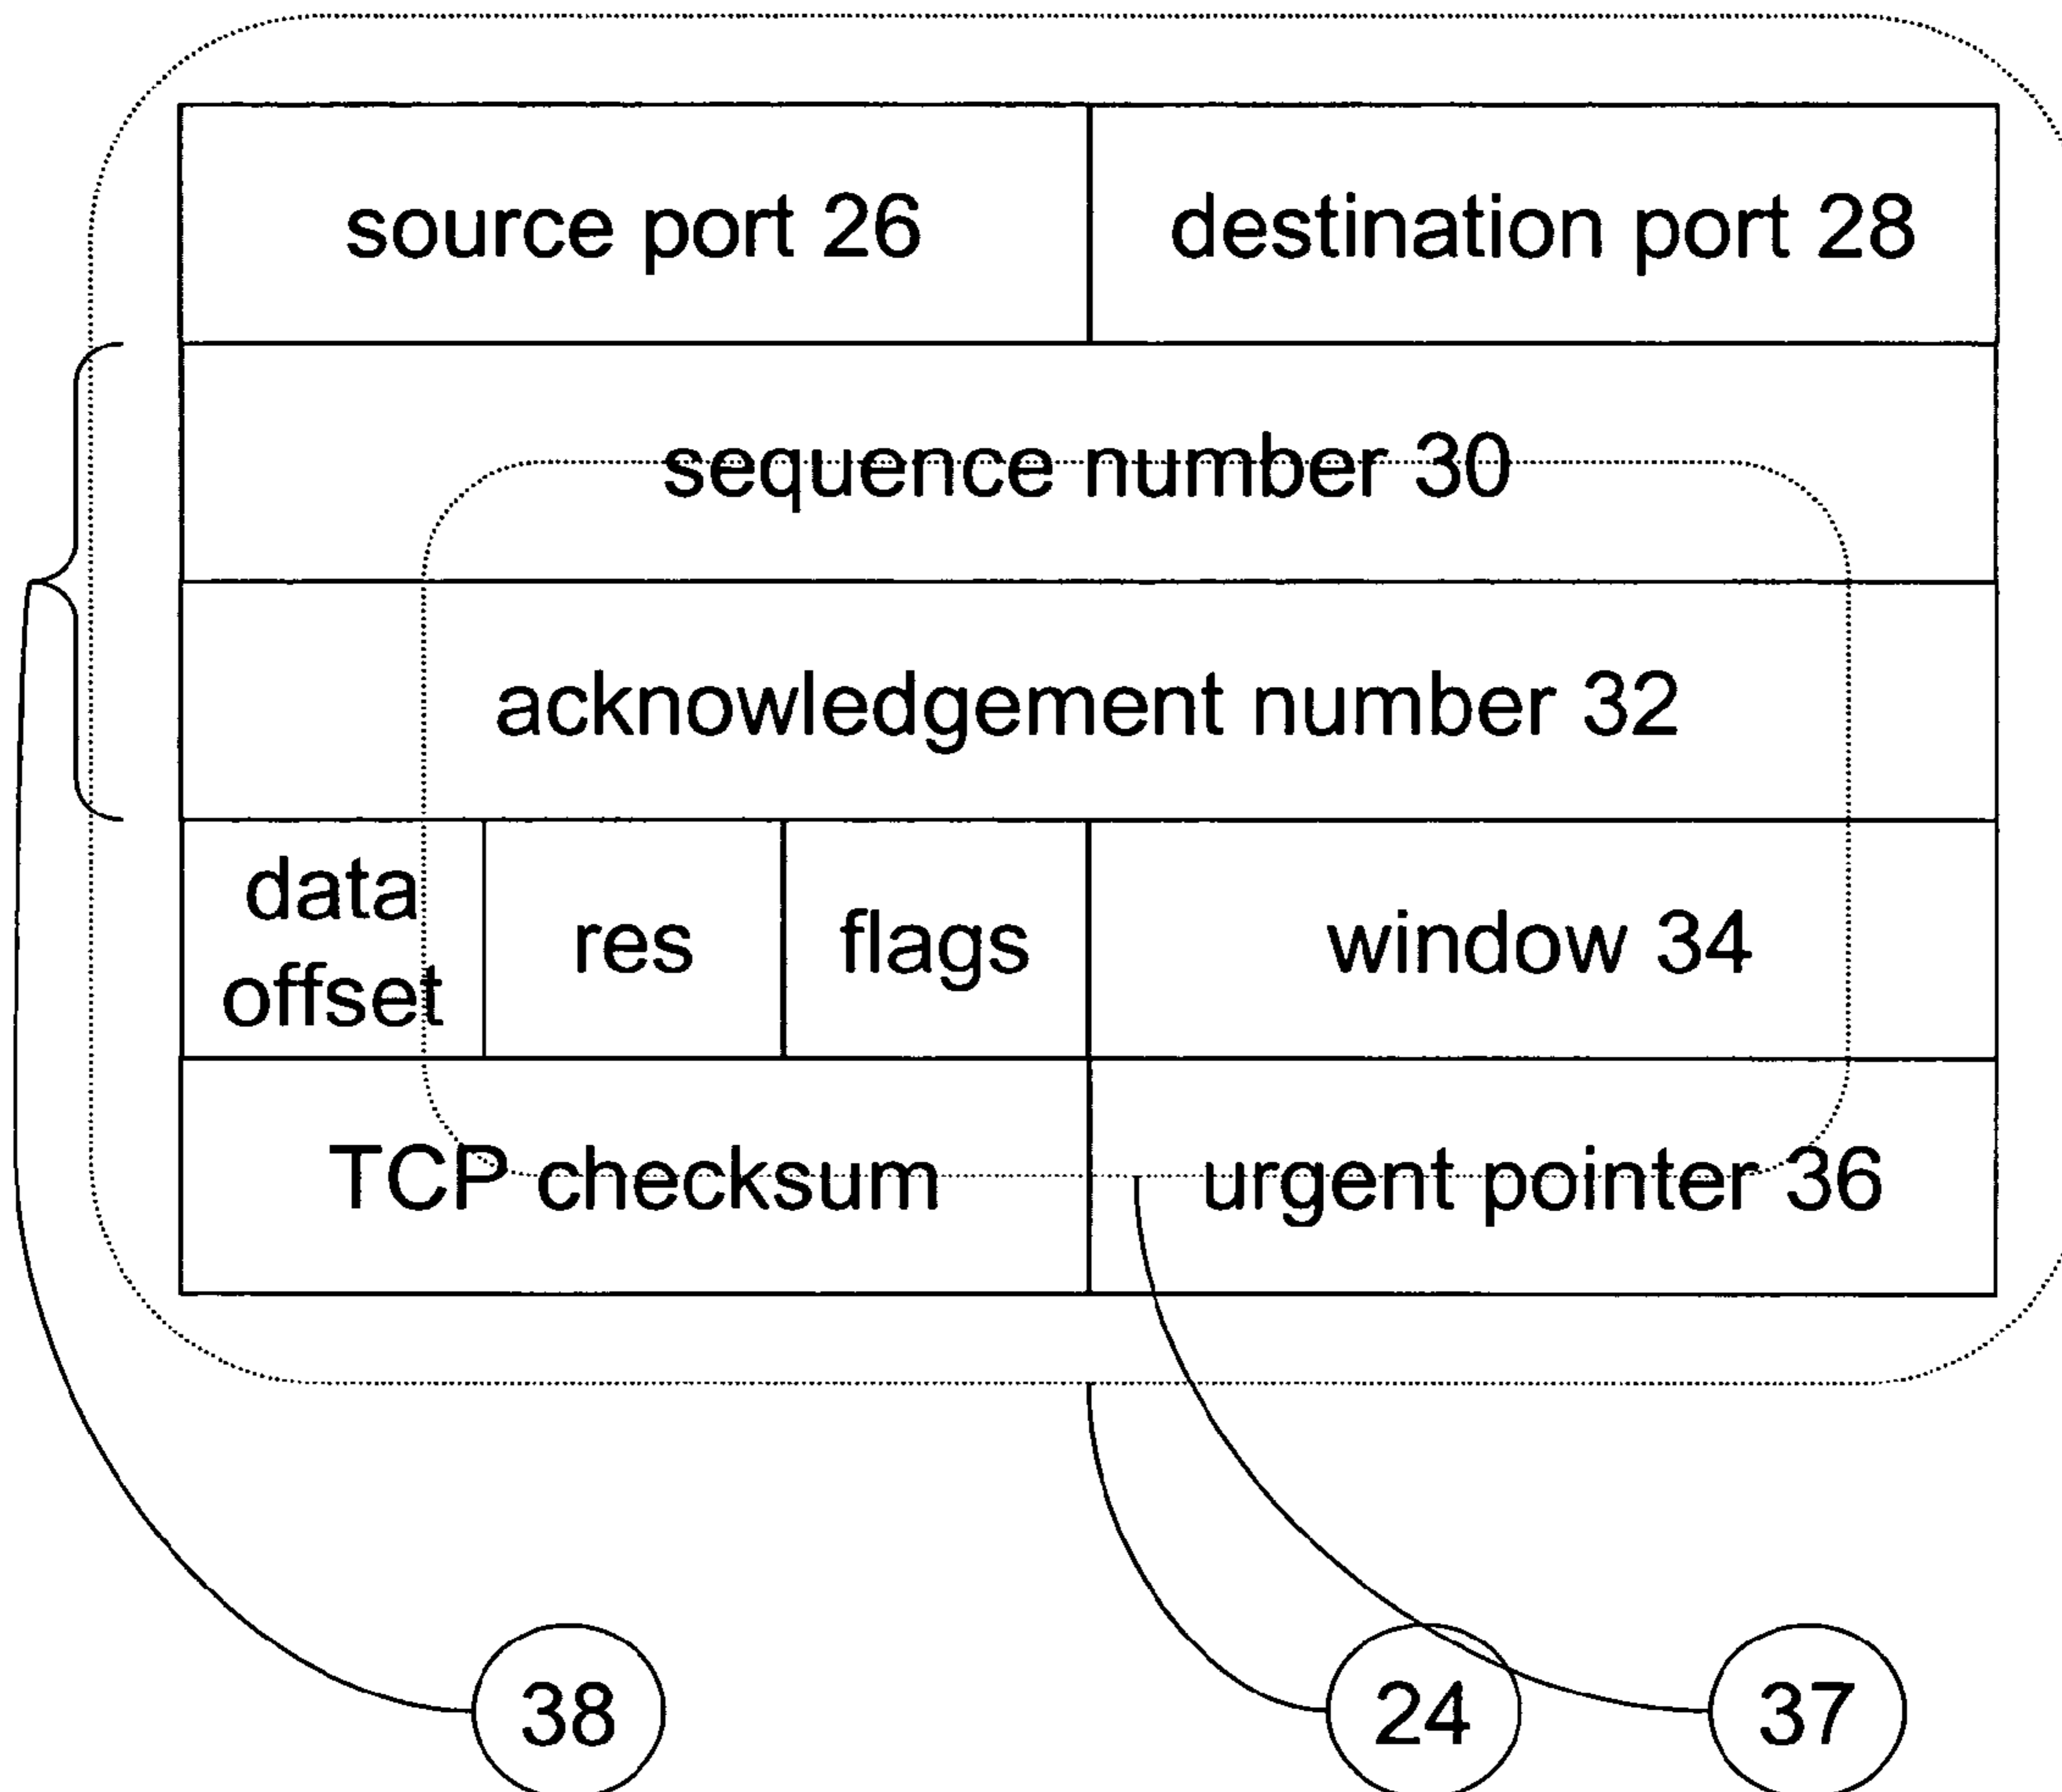 source port 26
destination port 28
sequence number 30
acknowledgement number 32
data
offset
res
flags
window 34
TCP checksum
urgent pointer 36
38
24
37